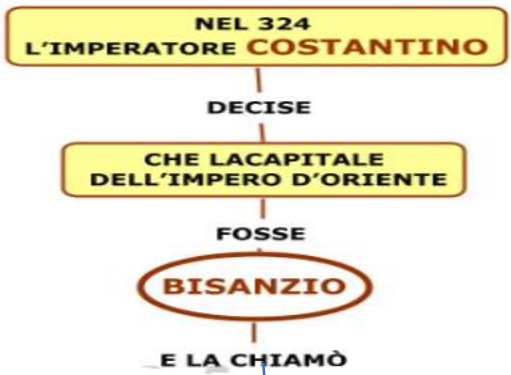 NEL 324
L'IMPERATORE COSTANTINO
DECISE
CHE LACAPITALE
DELL'IMPERO D'ORIENTE
FOSSE
BISANZIO
E LA CHIAMÒ